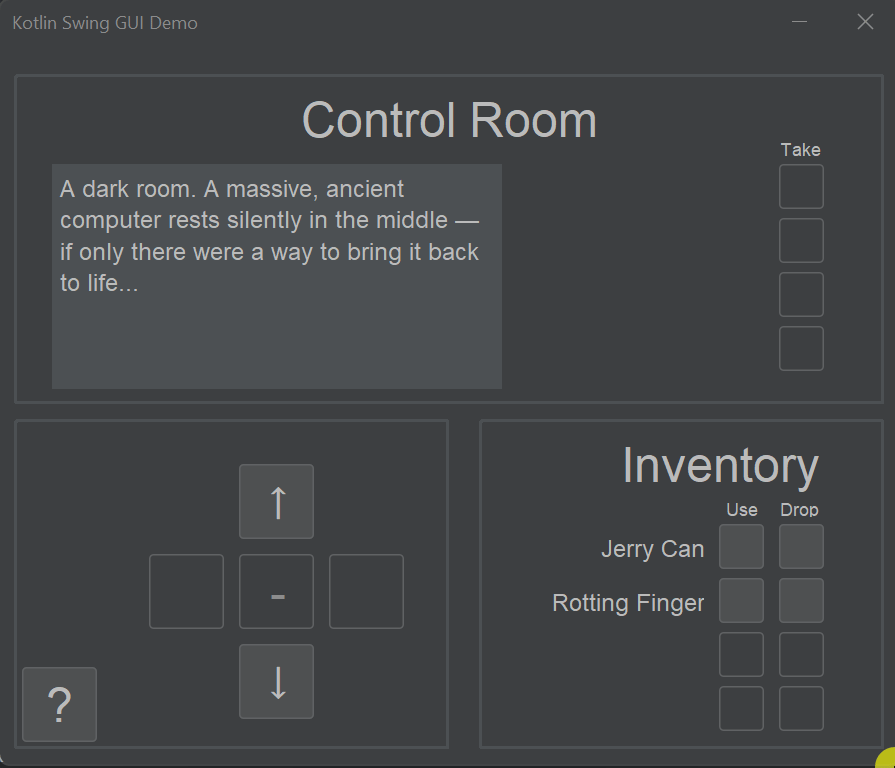 Kotlin Swing GUI Demo
Control Room
Take
A dark room. A massive, ancient
computer rests silently in the middle —
if only there were a way to bring it back
to life...
↑
-
↓
?
Inventory
Use Drop
Jerry Can
Rotting Finger